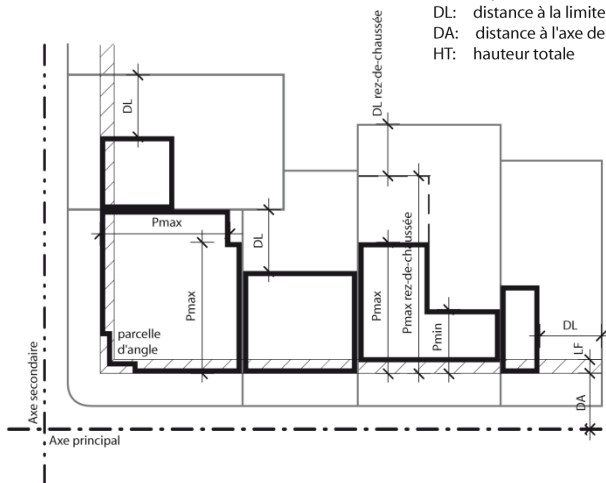 DL: distance à la limite
DA: distance à l'axe de
HT: hauteur totale
DL rez-de-chaussée
DL
Pmax
DL
Pmax
Pmax
Pmax rez-de-chaussée
Pmin
DL
LF
DA
parcelle
d'angle
Axe secondaire
Axe principal